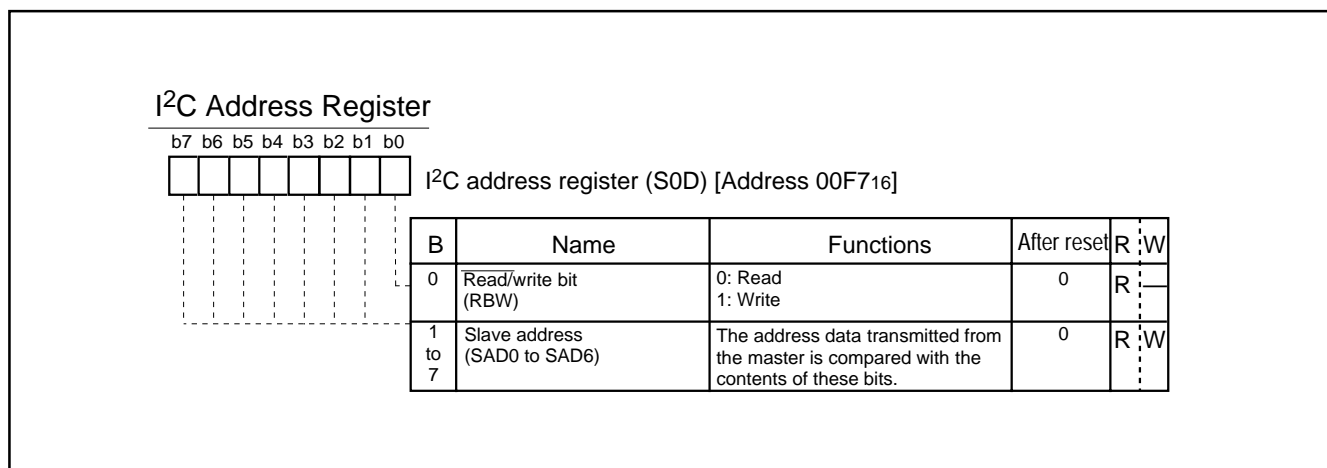 I²C Address Register
b7 b6 b5 b4 b3 b2 b1 b0
I²C address register (S0D) [Address 00F7₁₆]
B Name Functions After reset R W
0 Read/write bit (RBW) 0: Read 1: Write 0 R —
1 to 7 Slave address (SAD0 to SAD6) The address data transmitted from the master is compared with the contents of these bits. 0 R W